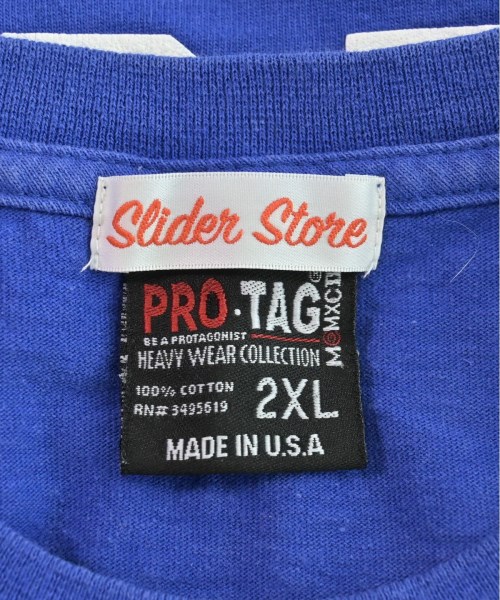 Slider Store
PRO·TAG®
BE A PROTAGONIST
HEAVY WEAR COLLECTION
100% COTTON
RN# 3495619
2XL
MADE IN U.S.A